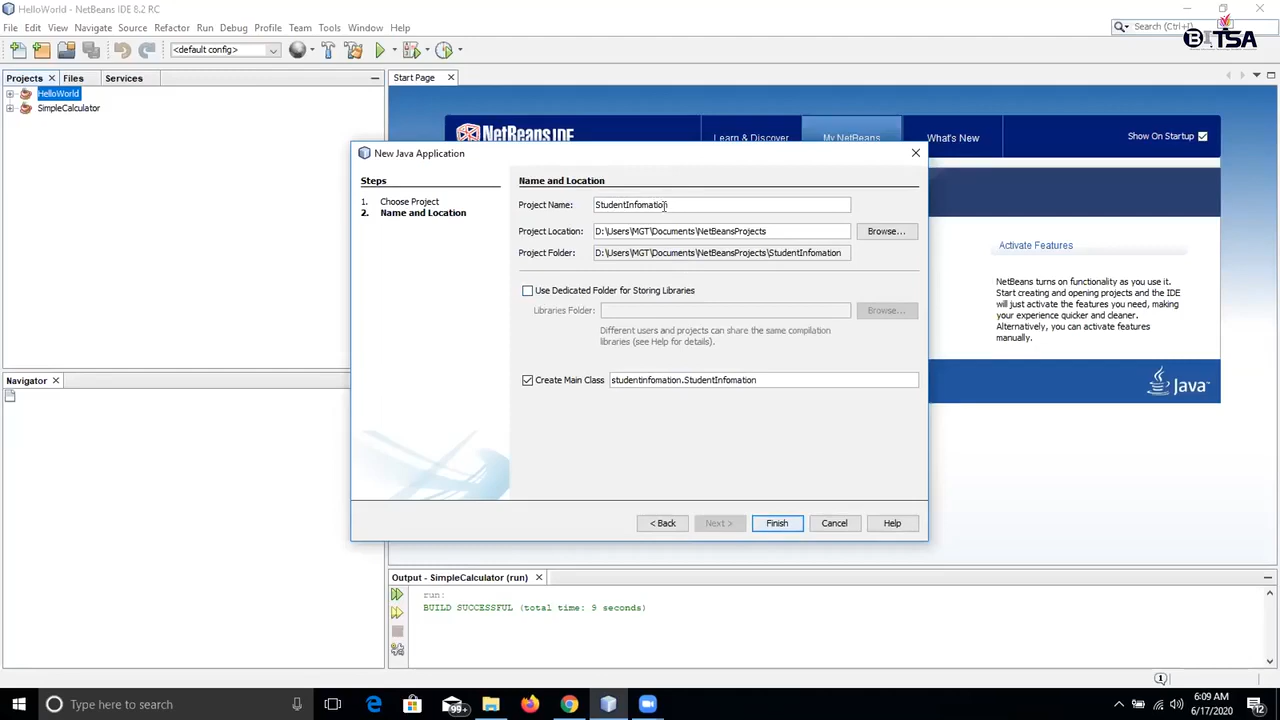 HelloWorld - NetBeans IDE 8.2 RC
File Edit View Navigate Source Refactor Run Debug Profile Team Tools Window Help
Search (Ctrl+I)
BITSA
<default config>
Projects Files Services
Start Page
HelloWorld
SimpleCalculator
NetBeans IDE
Learn & Discover
My NetBeans
What's New
Show On Startup
New Java Application
Steps
1. Choose Project
2. Name and Location
Name and Location
Project Name: StudentInfomation
Project Location: D:\Users\MGT\Documents\NetBeansProjects
Browse...
Project Folder: D:\Users\MGT\Documents\NetBeansProjects\StudentInfomation
Use Dedicated Folder for Storing Libraries
Libraries Folder:
Browse...
Different users and projects can share the same compilation
libraries (see Help for details).
Create Main Class studentinfomation.StudentInfomation
< Back Next > Finish Cancel Help
Activate Features
NetBeans turns on functionality as you use it.
Start creating and opening projects and the IDE
will just activate the features you need, making
your experience quicker and cleaner.
Alternatively, you can activate features
manually.
Java
Navigator
Output - SimpleCalculator (run)
run:
BUILD SUCCESSFUL (total time: 9 seconds)
1
Type here to search
99+
6:09 AM
6/17/2020
12